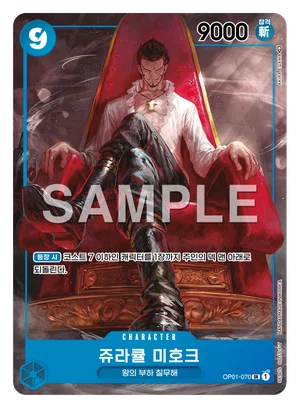 9
9000
참격
斬
SAMPLE
등장 시 코스트 7 이하인 캐릭터를 1장까지 주인의 덱 맨 아래로
되돌린다.
CHARACTER
쥬라큘 미호크
왕의 부하 칠무해
OP01-070
1